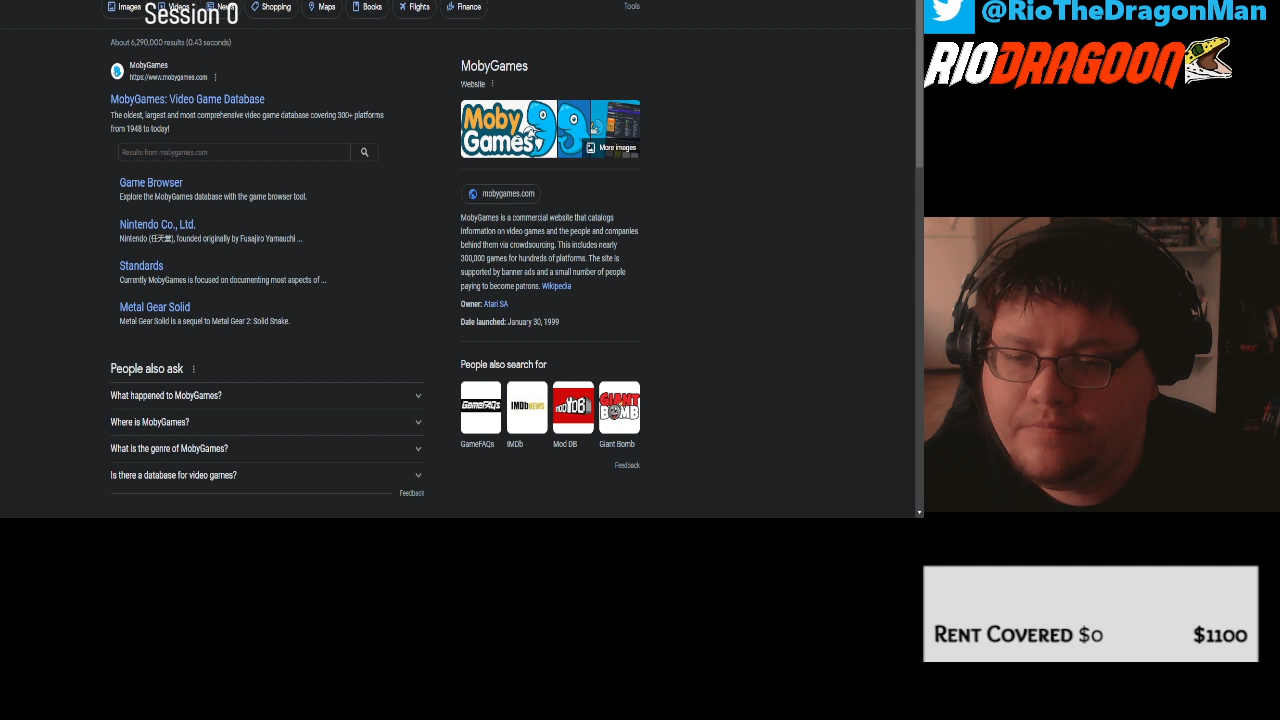 Images
Videos
News
Shopping
Maps
Books
Flights
Finance
Tools
Session 0
About 6,290,000 results (0.43 seconds)
MobyGames
https://www.mobygames.com
MobyGames: Video Game Database
The oldest, largest and most comprehensive video game database covering 300+ platforms
from 1948 to today!
Results from mobygames.com
Game Browser
Explore the MobyGames database with the game browser tool.
Nintendo Co., Ltd.
Nintendo (任天堂), founded originally by Fusajiro Yamauchi ...
Standards
Currently MobyGames is focused on documenting most aspects of ...
Metal Gear Solid
Metal Gear Solid is a sequel to Metal Gear 2: Solid Snake.
People also ask
What happened to MobyGames?
Where is MobyGames?
What is the genre of MobyGames?
Is there a database for video games?
Feedback
MobyGames
Website
Moby
Games
More images
mobygames.com
MobyGames is a commercial website that catalogs
information on video games and the people and companies
behind them via crowdsourcing. This includes nearly
300,000 games for hundreds of platforms. The site is
supported by banner ads and a small number of people
paying to become patrons. Wikipedia
Owner: Atari SA
Date launched: January 30, 1999
People also search for
GameFAQs
IMDbNEWS
MODDB
GIANT
BOMB
GameFAQs
IMDb
Mod DB
Giant Bomb
Feedback
@RioTheDragonMan
RIODRAGOON
RENT COVERED $0
$1100